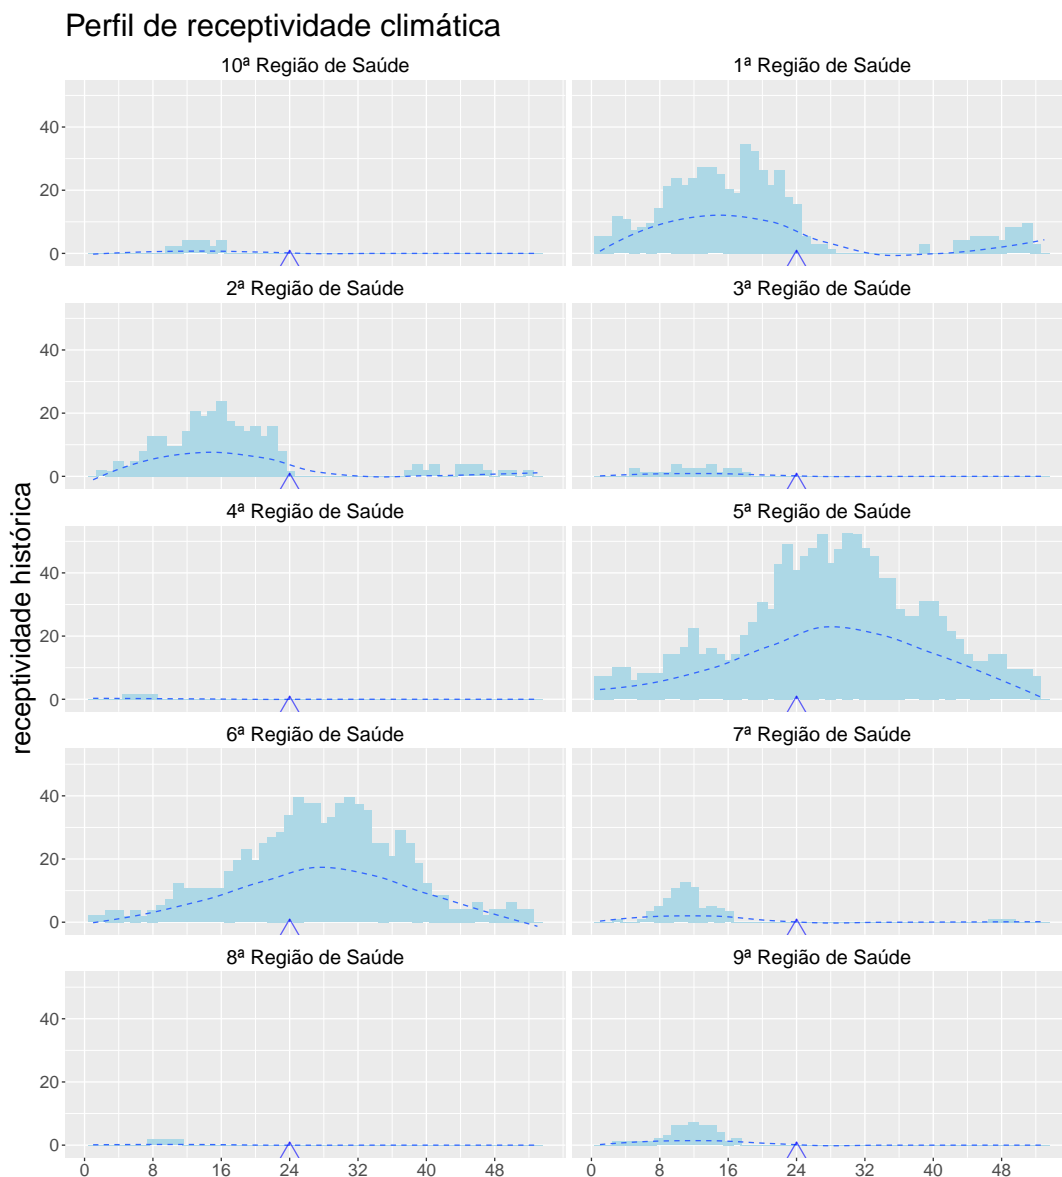 Perfil de receptividade climática
10ª Região de Saúde
1ª Região de Saúde
40
20
0
2ª Região de Saúde
3ª Região de Saúde
40
20
0
4ª Região de Saúde
5ª Região de Saúde
40
20
0
6ª Região de Saúde
7ª Região de Saúde
40
20
0
8ª Região de Saúde
9ª Região de Saúde
40
20
0
0 8 16 24 32 40 48
0 8 16 24 32 40 48
receptividade histórica